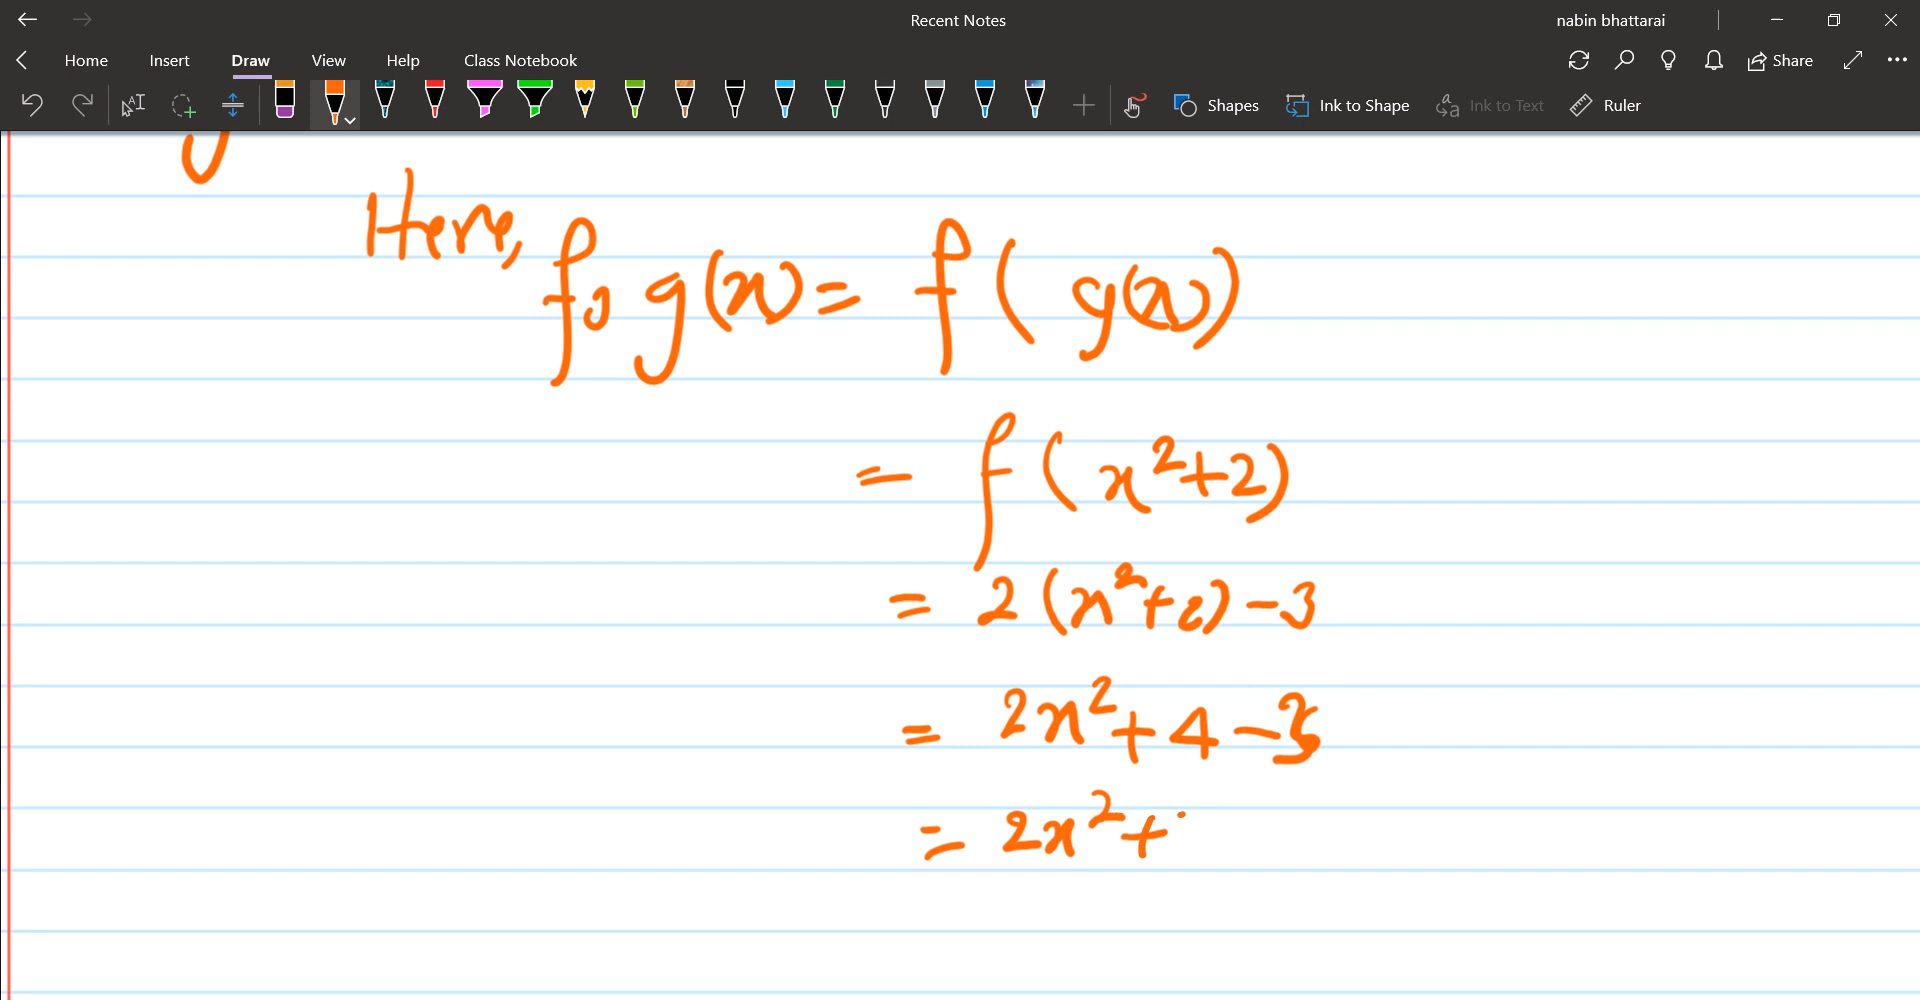 Recent Notes
nabin bhattarai
Home Insert Draw View Help Class Notebook
Share
Shapes Ink to Shape Ink to Text Ruler
Here,
fog(x) = f(g(x))
= f(x²+2)
= 2(x²+2)-3
= 2x²+4-3
= 2x²+